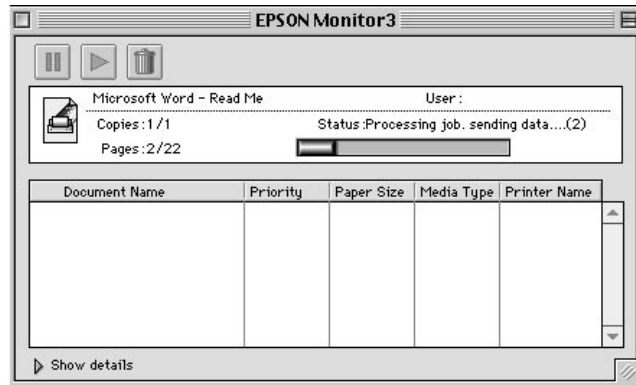 EPSON Monitor3
Microsoft Word - Read Me User :
Copies :1 /1 Status :Processing job. sending data....(2)
Pages :2/22
Document Name Priority Paper Size Media Type Printer Name
Show details